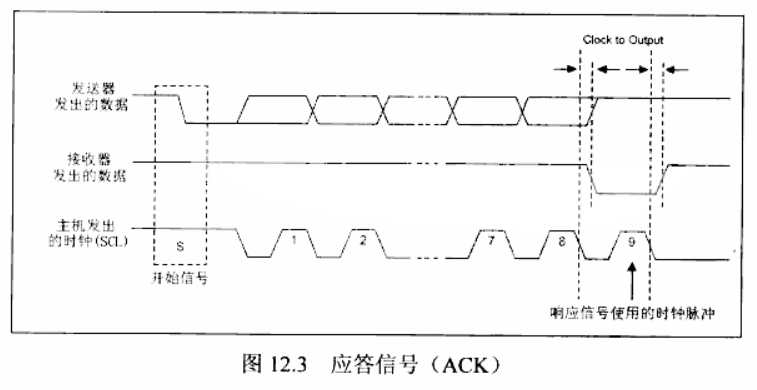 Clock to Output
发送器
发出的数据
接收器
发出的数据
主机发出
的时钟(SCL)
S
1
2
7
8
9
开始信号
响应信号使用的时钟脉冲
图 12.3 应答信号（ACK）